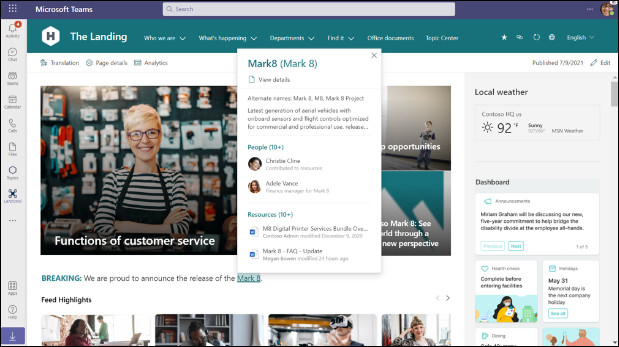 Microsoft Teams
Search
4
Activity
Chat
Teams
Calendar
Calls
Files
Topics
Apps
Help
H
The Landing
Who we are
What's happening
Departments
Find it
Office documents
Topic Center
English
Translation
Page details
Analytics
Published 7/9/2021
Edit
Functions of customer service
Mark8 (Mark 8)
View details
Alternate names: Mark 8, M8, Mark 8 Project
Latest generation of aerial vehicles with
onboard sensors and flight controls optimized
for commercial and professional use. release...
People (10+)
Christie Cline
Contributed to resources
Adele Vance
Finance manager for Mark 8
Resources (10+)
M8 Digital Printer Services Bundle Ove...
Contoso Admin modified December 9, 2020
Mark 8 - FAQ - Update
Megan Bowen modified 24 hours ago
opportunities
Mark 8: See
through a
new perspective
BREAKING: We are proud to announce the release of the Mark 8.
Feed Highlights
Local weather
Contoso HQ us
92 °F
Sunny
MSN Weather
Dashboard
Announcements
Miriam Graham will be discussing our new,
five-year commitment to help bridge the
disability divide at the employee all-hands.
Previous
Next
1 of 5
Health check
Complete before
entering facilities
Holidays
May 31
Memorial day is
the next company
holiday
See all
Dining